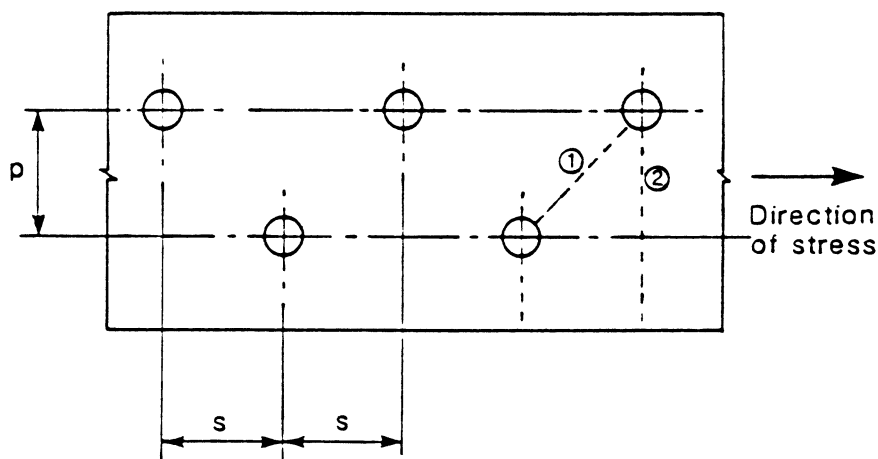 ①
②
p
Direction
of stress
s s